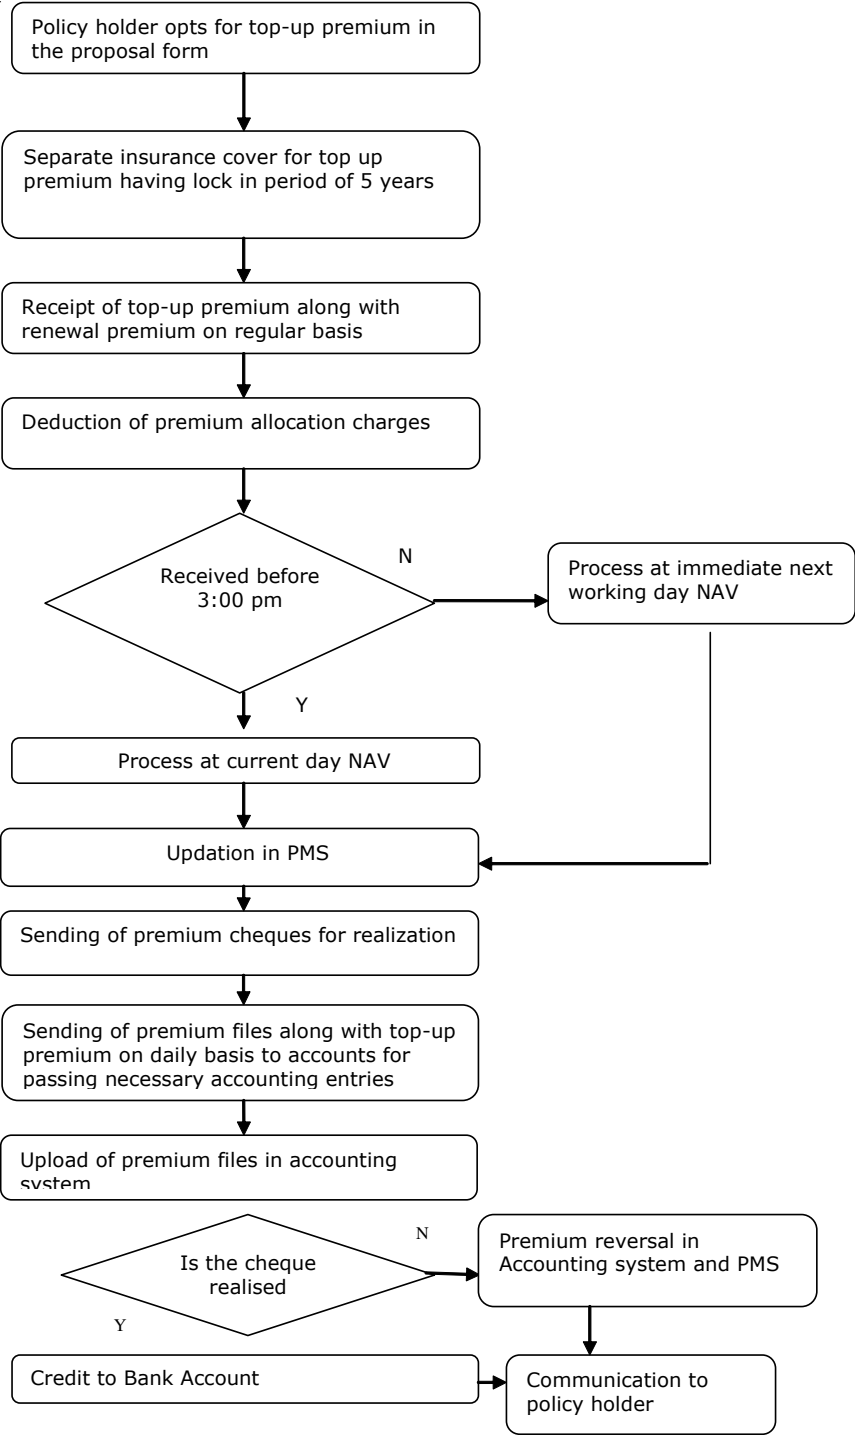 Policy holder opts for top-up premium in
the proposal form
Separate insurance cover for top up
premium having lock in period of 5 years
Receipt of top-up premium along with
renewal premium on regular basis
Deduction of premium allocation charges
N
Received before
3:00 pm
Process at immediate next
working day NAV
Y
Process at current day NAV
Updation in PMS
Sending of premium cheques for realization
Sending of premium files along with top-up
premium on daily basis to accounts for
passing necessary accounting entries
Upload of premium files in accounting
system
N
Is the cheque
realised
Premium reversal in
Accounting system and PMS
Y
Credit to Bank Account
Communication to
policy holder